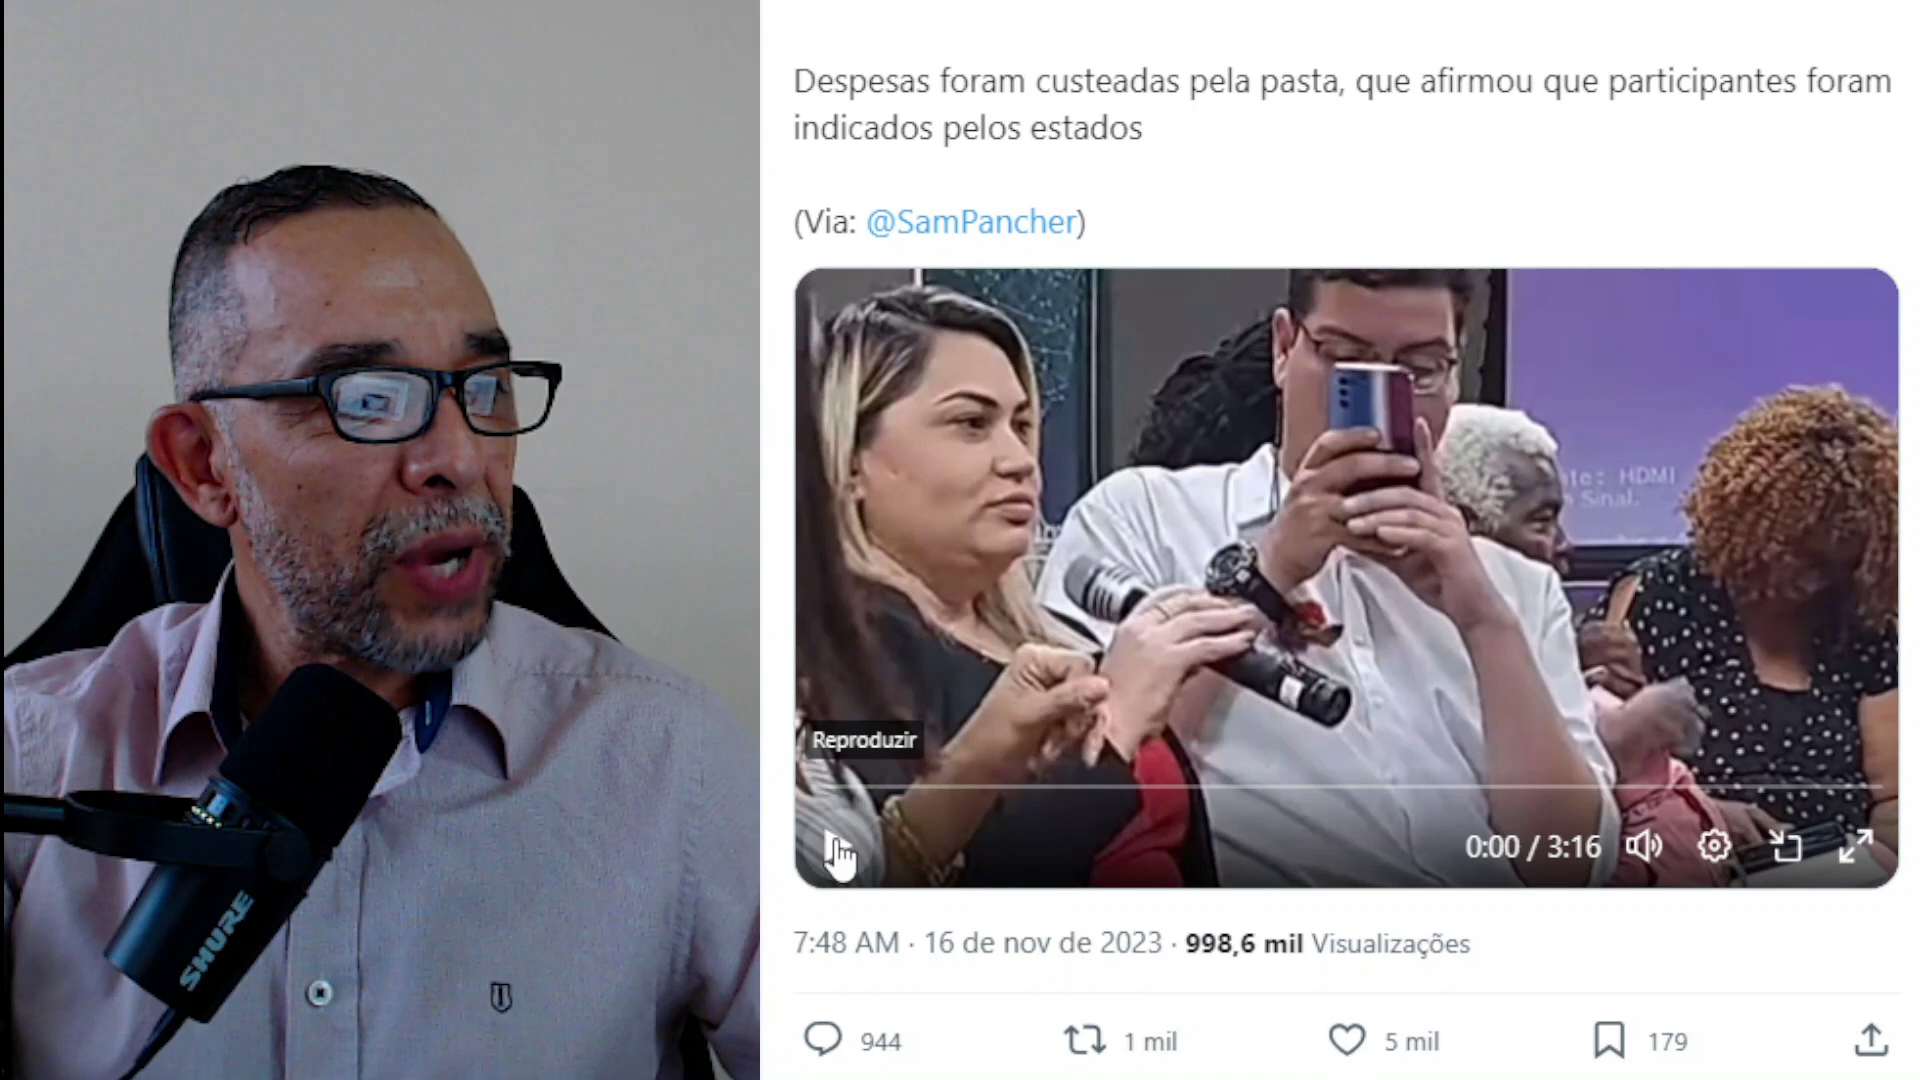 Despesas foram custeadas pela pasta, que afirmou que participantes foram
indicados pelos estados
(Via: @SamPancher)
HDMI
Sinal.
Reproduzir
0:00 / 3:16
SHURE
7:48 AM · 16 de nov de 2023 · 998,6 mil Visualizações
944 1 mil 5 mil 179